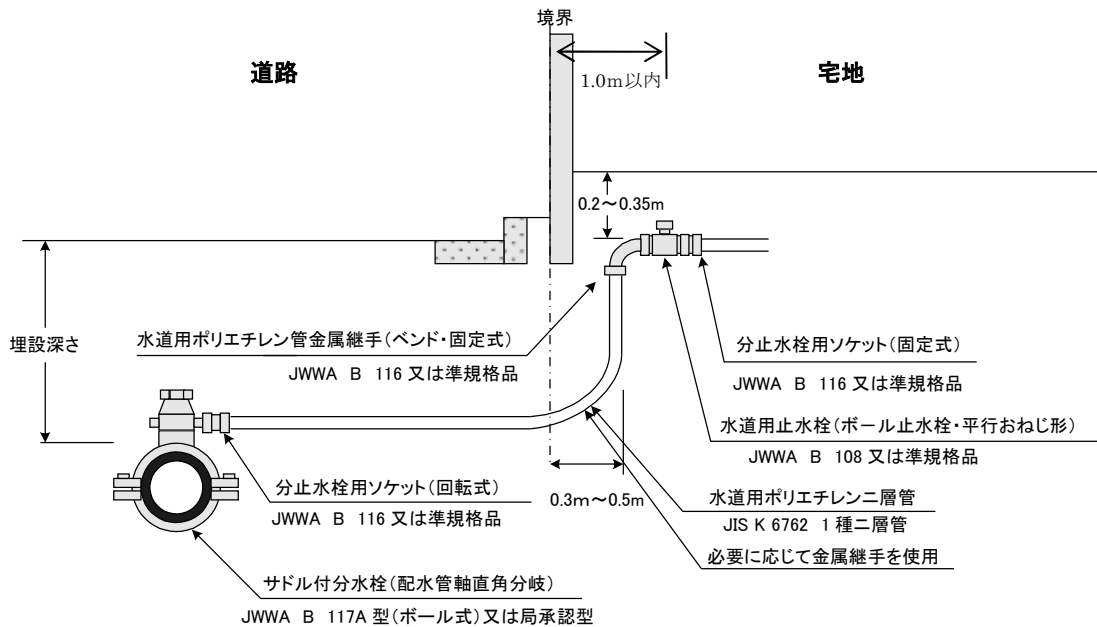 境界
道路
宅地
1.0m以内
0.2～0.35m
埋設深さ
水道用ポリエチレン管金属継手(ベンド・固定式)
JWWA B 116 又は準規格品
分止水栓用ソケット(固定式)
JWWA B 116 又は準規格品
水道用止水栓(ボール止水栓・平行おねじ形)
JWWA B 108 又は準規格品
分止水栓用ソケット(回転式)
JWWA B 116 又は準規格品
0.3m～0.5m
水道用ポリエチレン二層管
JIS K 6762 1 種二層管
必要に応じて金属継手を使用
サドル付分水栓(配水管軸直角分岐)
JWWA B 117A 型(ボール式)又は局承認型